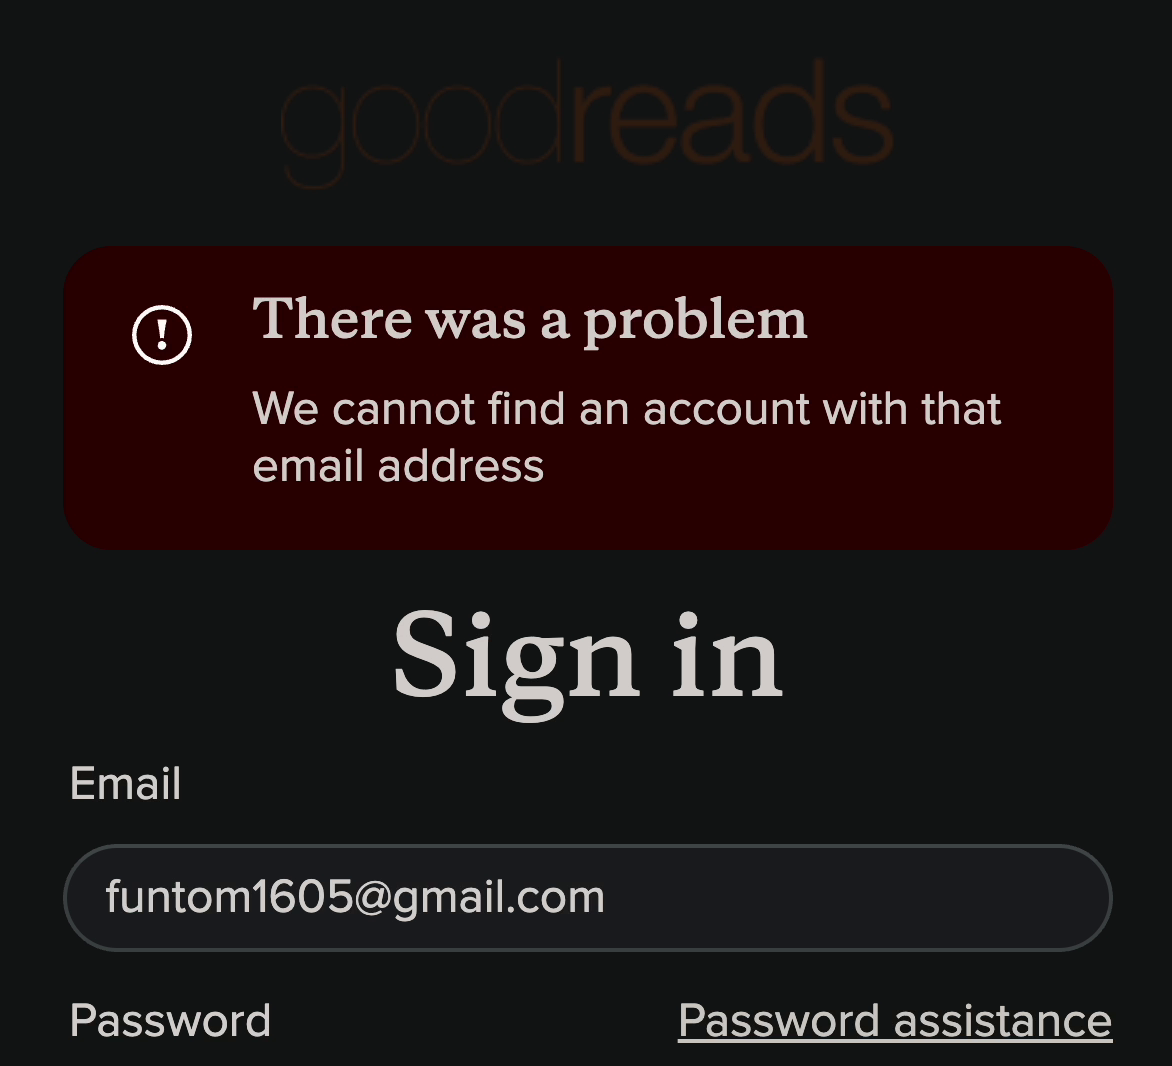 goodreads
There was a problem
We cannot find an account with that
email address
Sign in
Email
funtom1605@gmail.com
Password Password assistance